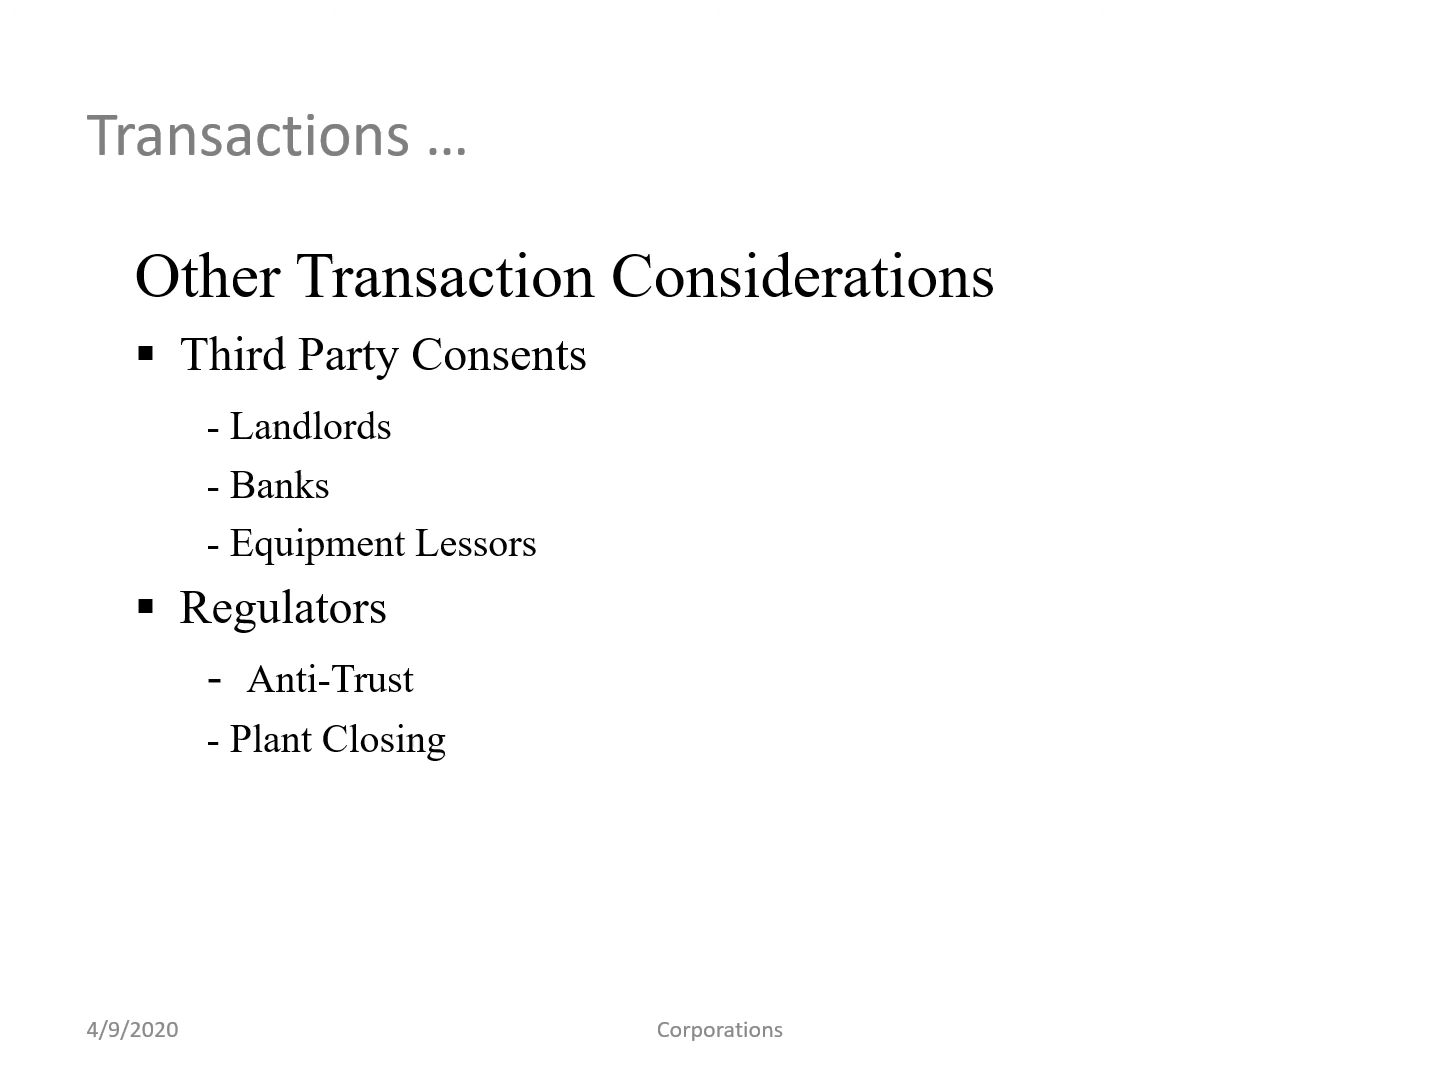 Transactions …
Other Transaction Considerations
▪ Third Party Consents
- Landlords
- Banks
- Equipment Lessors
▪ Regulators
- Anti-Trust
- Plant Closing
4/9/2020
Corporations